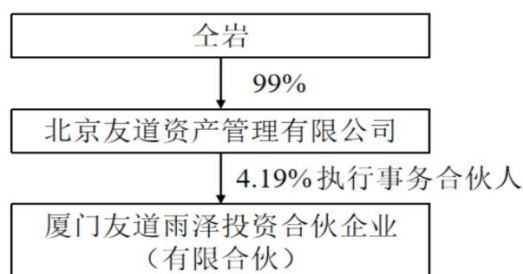 仝岩
99%
北京友道资产管理有限公司
4.19%执行事务合伙人
厦门友道雨泽投资合伙企业
（有限合伙）